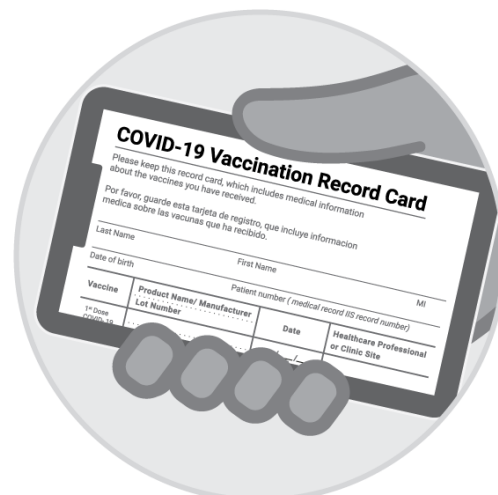 COVID-19 Vaccination Record Card
Please keep this record card, which includes medical information
about the vaccines you have received.
Por favor, guarde esta tarjeta de registro, que incluye informacion
medica sobre las vacunas que ha recibido.
Last Name First Name MI
Date of birth Patient number ( medical record IIS record number)
Vaccine Product Name/ Manufacturer Date Healthcare Professional
Lot Number or Clinic Site
1st Dose
COVID-19